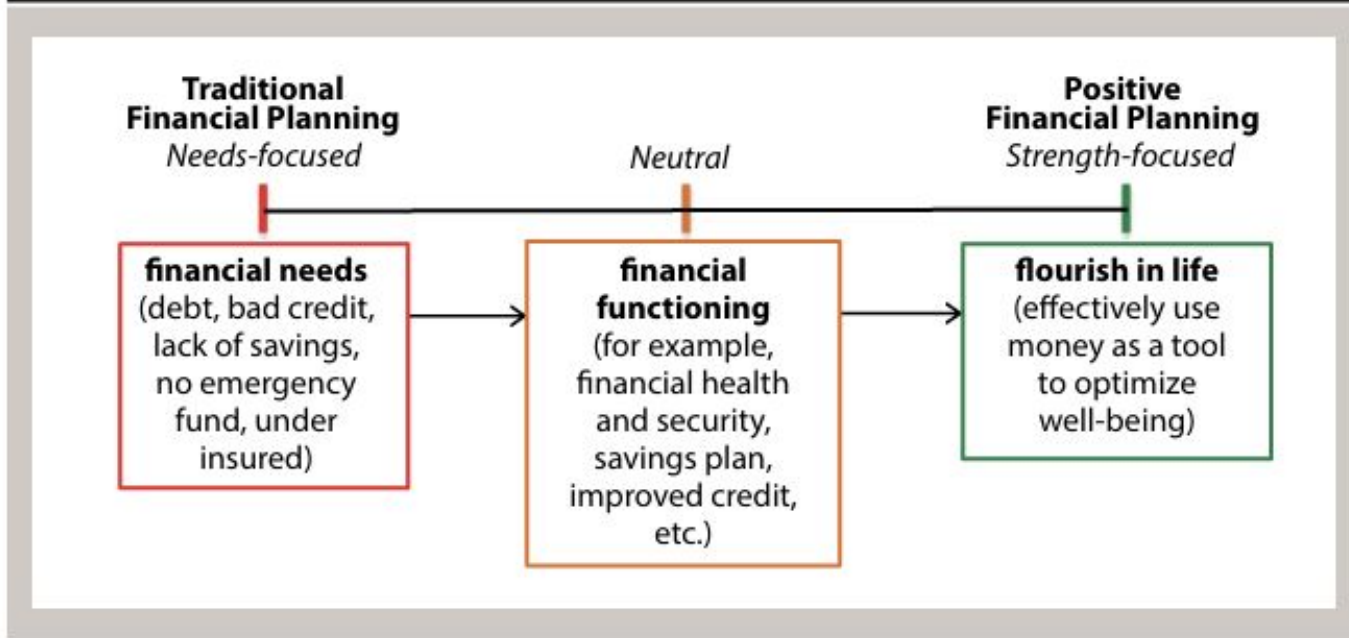 Traditional
Financial Planning
Needs-focused
Neutral
Positive
Financial Planning
Strength-focused
financial needs
(debt, bad credit,
lack of savings,
no emergency
fund, under
insured)
financial
functioning
(for example,
financial health
and security,
savings plan,
improved credit,
etc.)
flourish in life
(effectively use
money as a tool
to optimize
well-being)